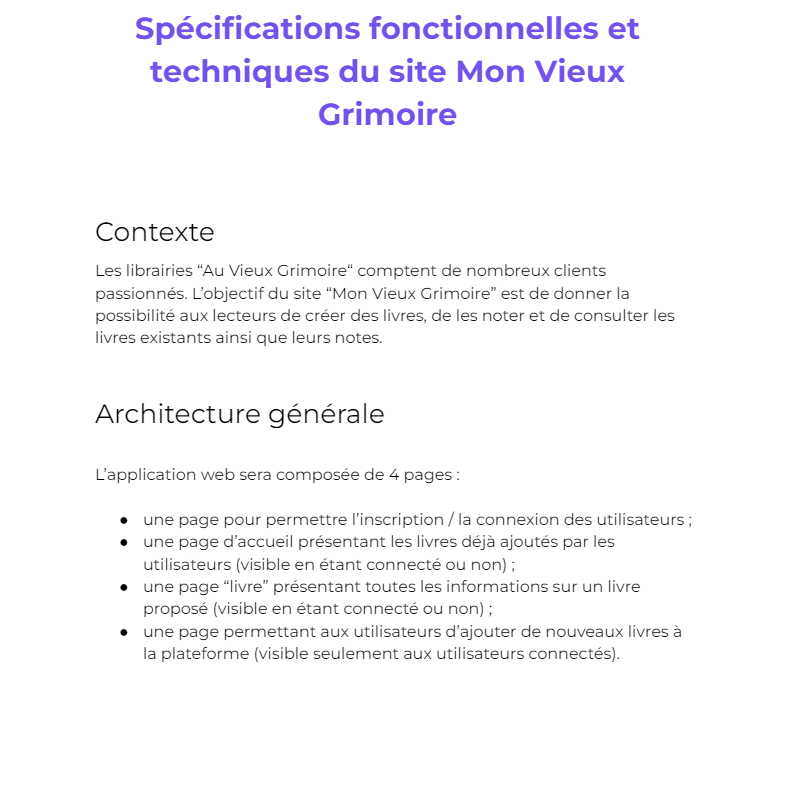 Spécifications fonctionnelles et
techniques du site Mon Vieux
Grimoire
Contexte
Les librairies “Au Vieux Grimoire“ comptent de nombreux clients
passionnés. L’objectif du site “Mon Vieux Grimoire” est de donner la
possibilité aux lecteurs de créer des livres, de les noter et de consulter les
livres existants ainsi que leurs notes.
Architecture générale
L’application web sera composée de 4 pages :
● une page pour permettre l’inscription / la connexion des utilisateurs ;
● une page d’accueil présentant les livres déjà ajoutés par les
utilisateurs (visible en étant connecté ou non) ;
● une page “livre” présentant toutes les informations sur un livre
proposé (visible en étant connecté ou non) ;
● une page permettant aux utilisateurs d’ajouter de nouveaux livres à
la plateforme (visible seulement aux utilisateurs connectés).